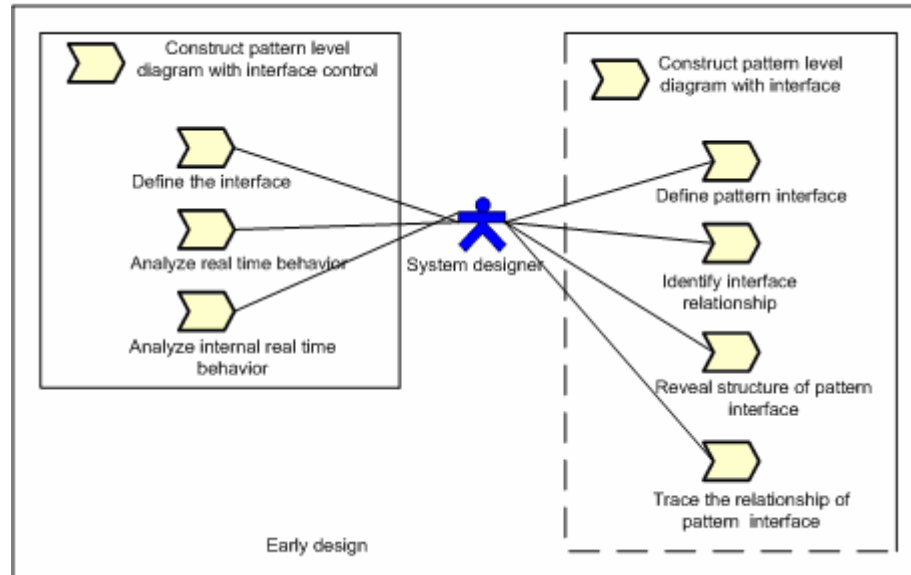 Construct pattern level
diagram with interface control
Define the interface
Analyze real time behavior
Analyze internal real time
behavior
System designer
Construct pattern level
diagram with interface
Define pattern interface
Identify interface
relationship
Reveal structure of pattern
interface
Trace the relationship of
pattern interface
Early design